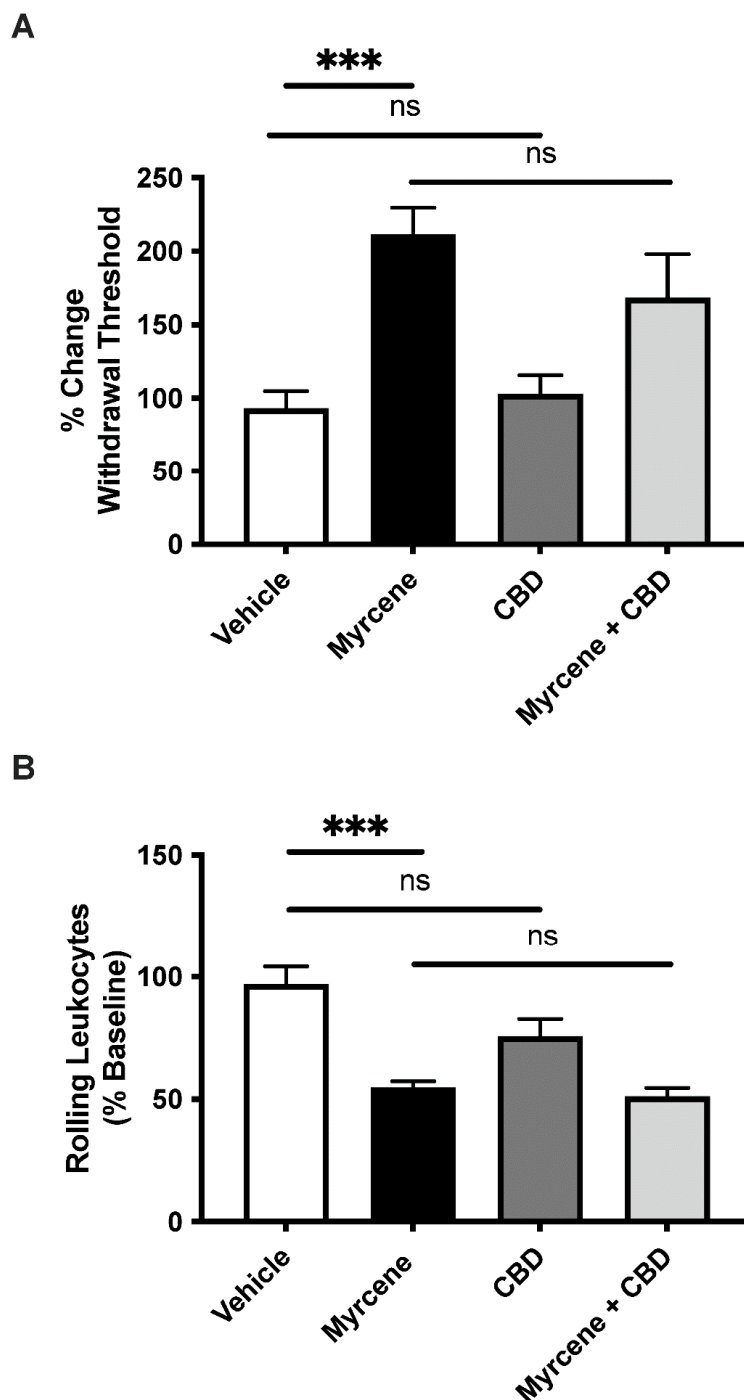 A
***
ns
ns
% Change
Withdrawal Threshold
250
200
150
100
50
0
Vehicle
Myrcene
CBD
Myrcene + CBD
B
***
ns
ns
Rolling Leukocytes
(% Baseline)
150
100
50
0
Vehicle
Myrcene
CBD
Myrcene + CBD